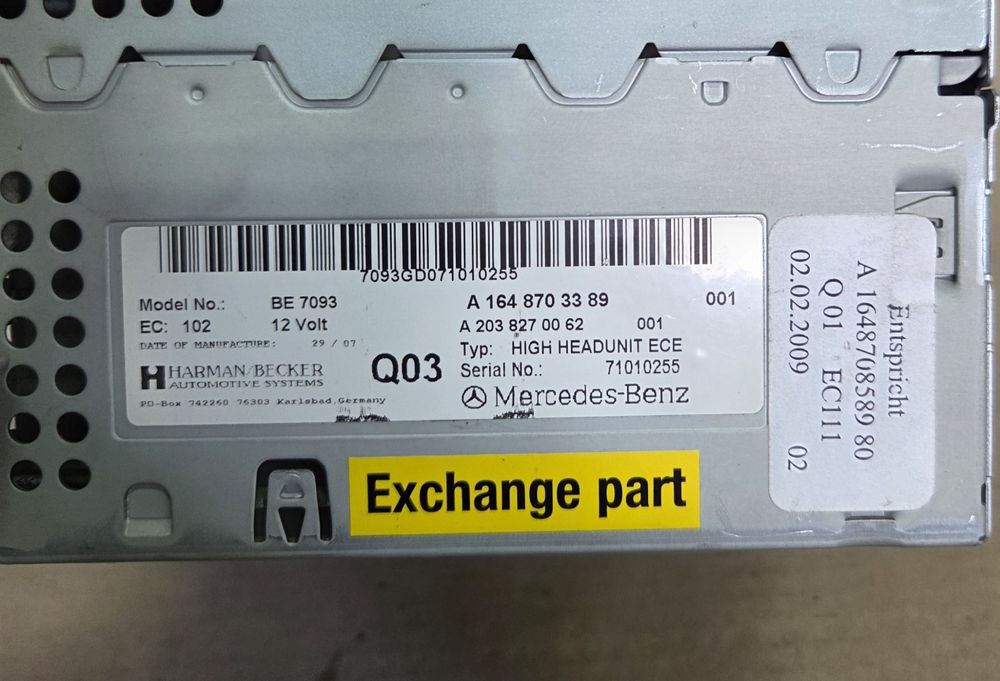 7093GD071010255
Model No.: BE 7093 A 164 870 33 89 001
EC: 102 12 Volt A 203 827 00 62 001
DATE OF MANUFACTURE: 29 / 07 Typ: HIGH HEADUNIT ECE
Q03 Serial No.: 71010255
HARMAN/BECKER
AUTOMOTIVE SYSTEMS
Mercedes-Benz
PO-Box 742260 76303 Karlsbad,Germany
Exchange part
Entspricht
A 1648708589 80
Q 01 EC111
02.02.2009 02